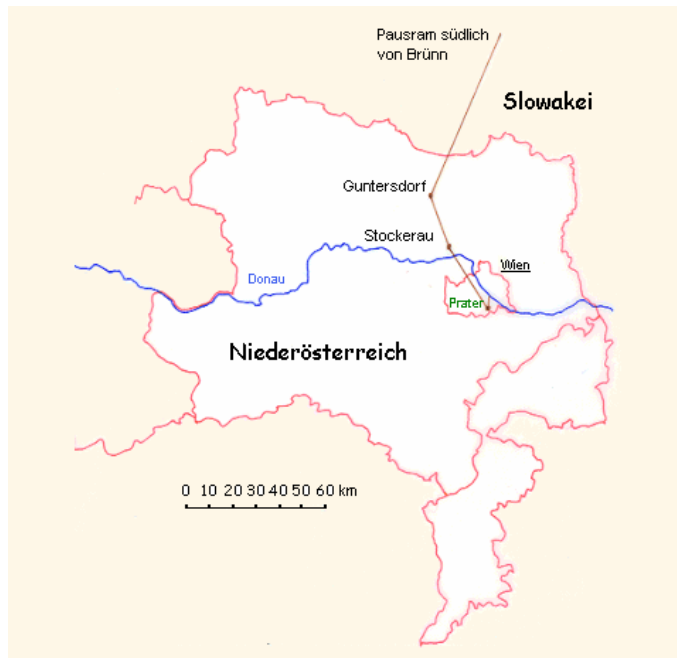 Pausram südlich
von Brünn
Slowakei
Guntersdorf
Stockerau
Wien
Donau
Prater
Niederösterreich
0 10 20 30 40 50 60 km